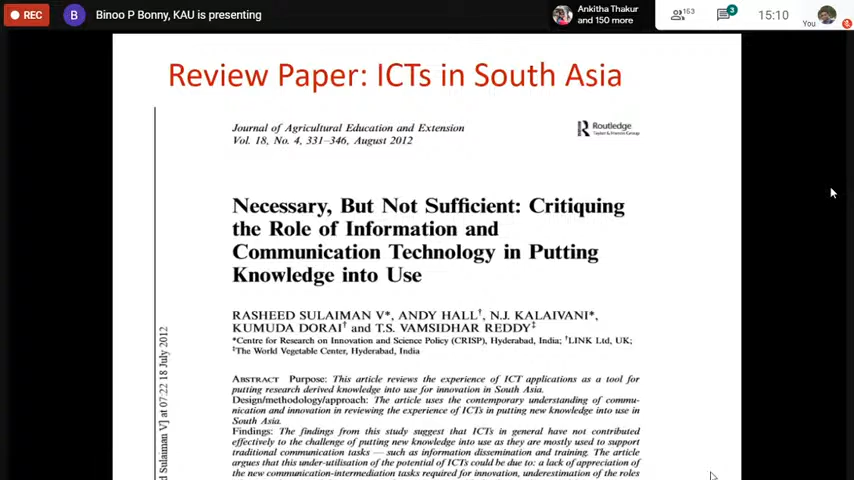 REC
B
Binoo P Bonny, KAU is presenting
Ankitha Thakur
and 150 more
163
3
15:10
You
Review Paper: ICTs in South Asia
Journal of Agricultural Education and Extension
Vol. 18, No. 4, 331–346, August 2012
Routledge
Taylor & Francis Group
Necessary, But Not Sufficient: Critiquing
the Role of Information and
Communication Technology in Putting
Knowledge into Use
RASHEED SULAIMAN V*, ANDY HALL†, N.J. KALAIVANI*,
KUMUDA DORAI† and T.S. VAMSIDHAR REDDY‡
*Centre for Research on Innovation and Science Policy (CRISP), Hyderabad, India; †LINK Ltd, UK;
‡The World Vegetable Center, Hyderabad, India
ABSTRACT Purpose: This article reviews the experience of ICT applications as a tool for
putting research derived knowledge into use for innovation in South Asia.
Design/methodology/approach: The article uses the contemporary understanding of commu-
nication and innovation in reviewing the experience of ICTs in putting new knowledge into use in
South Asia.
Findings: The findings from this study suggest that ICTs in general have not contributed
effectively to the challenge of putting new knowledge into use as they are mostly used to support
traditional communication tasks — such as information dissemination and training. The article
argues that this under-utilisation of the potential of ICTs could be due to: a lack of appreciation of
the new communication-intermediation tasks required for innovation, underestimation of the roles
d Sulaiman V] at 07:22 18 July 2012